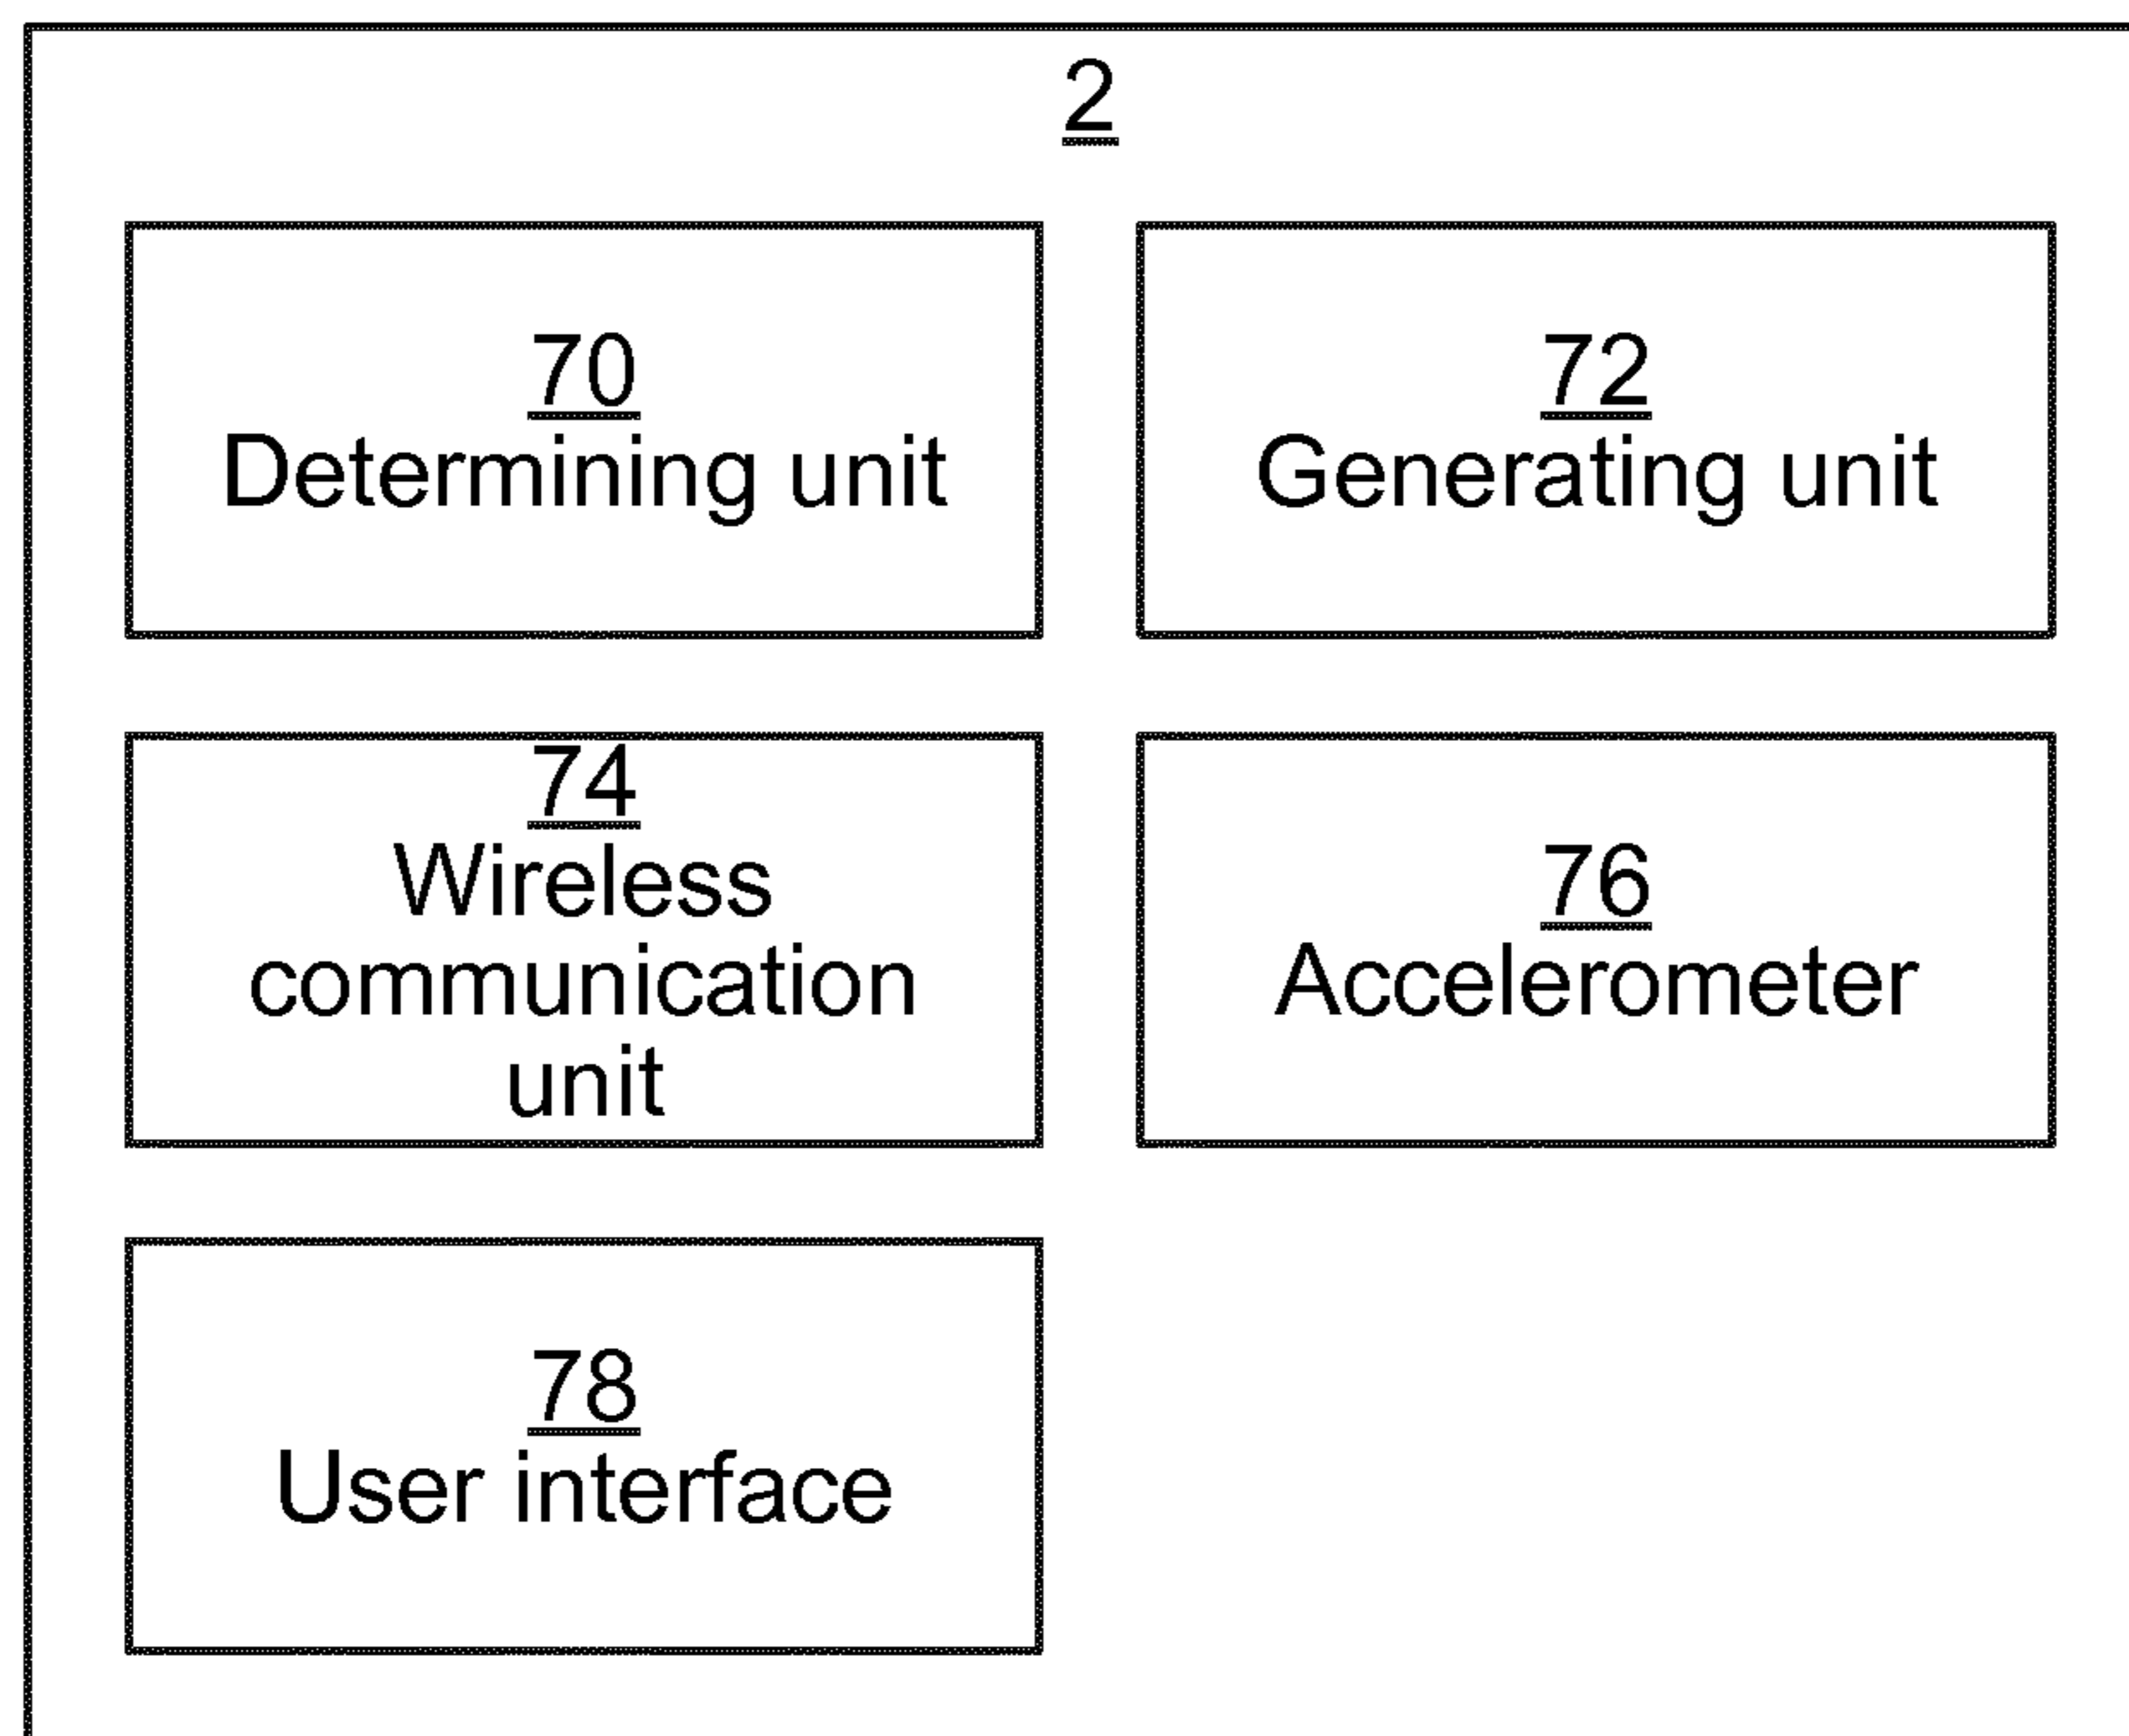 2
70
Determining unit
72
Generating unit
74
Wireless
communication
unit
76
Accelerometer
78
User interface